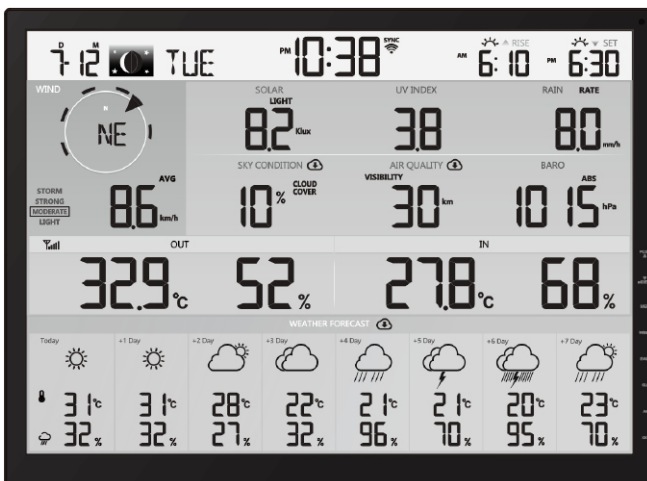 D M
7-12 TUE PM 10:38 SYNC AM RISE 6:10 PM SET 6:30
WIND SOLAR UV INDEX RAIN RATE
LIGHT
N
NE 8.2 Klux 3.8 8.0 mm/h
SKY CONDITION AIR QUALITY BARO
AVG VISIBILITY ABS
STORM
STRONG
MODERATE
LIGHT
8.6 km/h 10 % CLOUD COVER 30 km 1015 hPa
OUT IN
32.9 °C 52 % 27.8 °C 68 %
WEATHER FORECAST
Today +1 Day +2 Day +3 Day +4 Day +5 Day +6 Day +7 Day
31°C 31°C 28°C 22°C 21°C 21°C 20°C 23°C
32% 32% 27% 32% 96% 70% 95% 70%